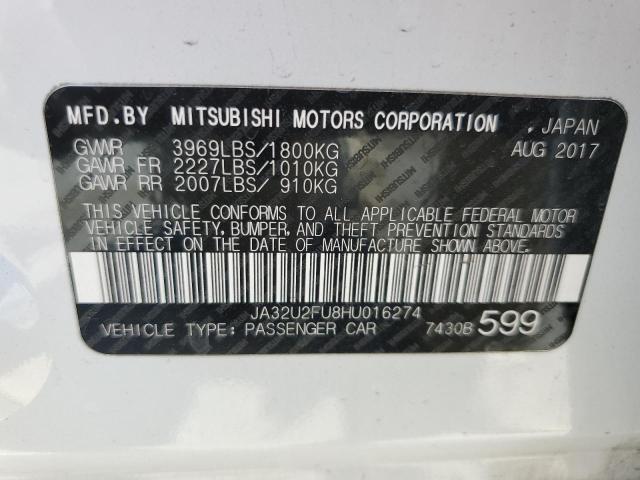 MFD.BY MITSUBISHI MOTORS CORPORATION . JAPAN
GVWR 3969LBS/1800KG AUG 2017
GAWR FR 2227LBS/1010KG
GAWR RR 2007LBS/ 910KG
THIS VEHICLE CONFORMS TO ALL APPLICABLE FEDERAL MOTOR
VEHICLE SAFETY, BUMPER, AND THEFT PREVENTION STANDARDS
IN EFFECT ON THE DATE OF MANUFACTURE SHOWN ABOVE.
JA32U2FU8HU016274
VEHICLE TYPE: PASSENGER CAR 7430B 599